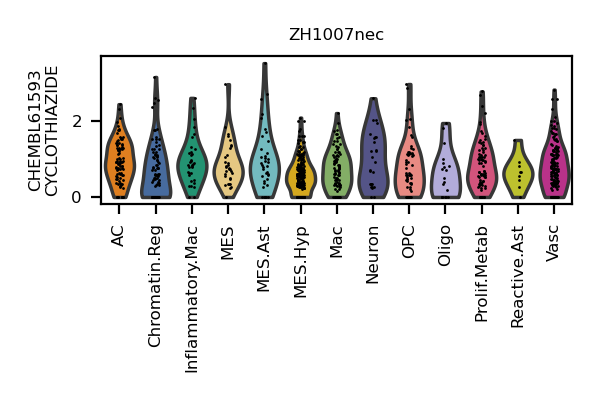 ZH1007nec
CHEMBL61593
CYCLOTHIAZIDE
2
0
AC
Chromatin.Reg
Inflammatory.Mac
MES
MES.Ast
MES.Hyp
Mac
Neuron
OPC
Oligo
Prolif.Metab
Reactive.Ast
Vasc